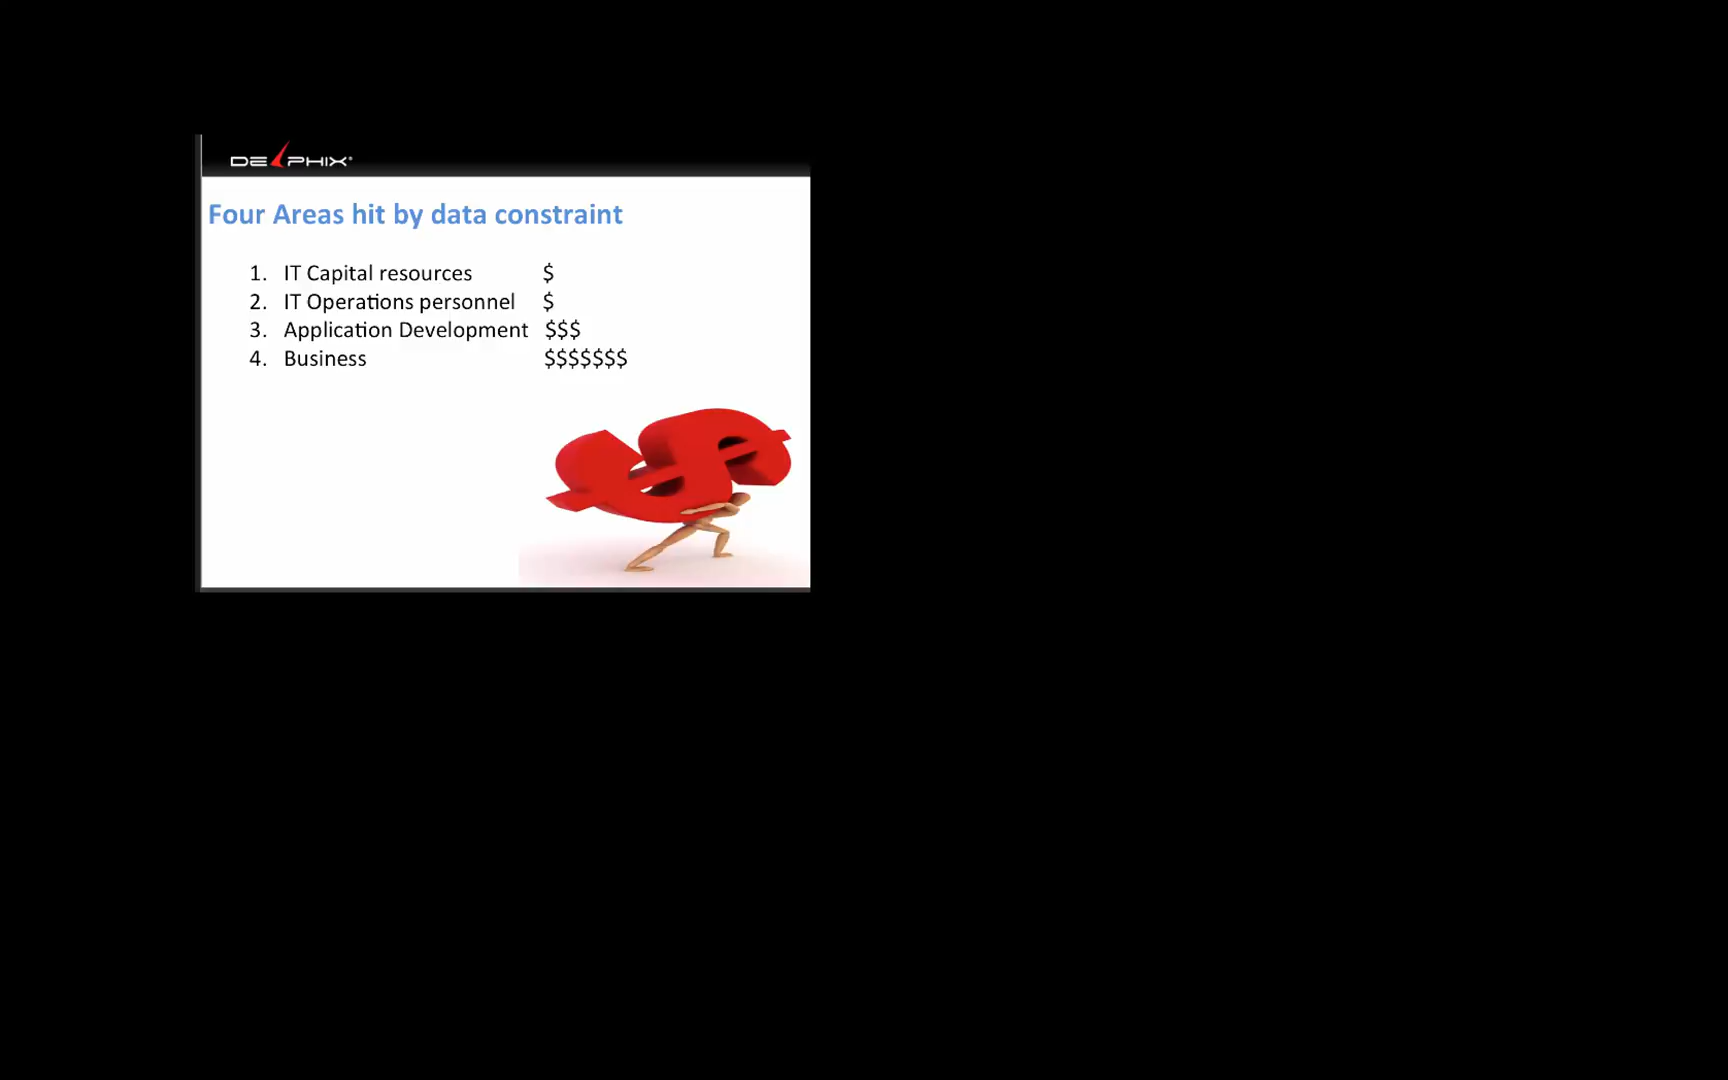 DELPHIX®
Four Areas hit by data constraint
1. IT Capital resources $
2. IT Operations personnel $
3. Application Development $$$
4. Business $$$$$$$